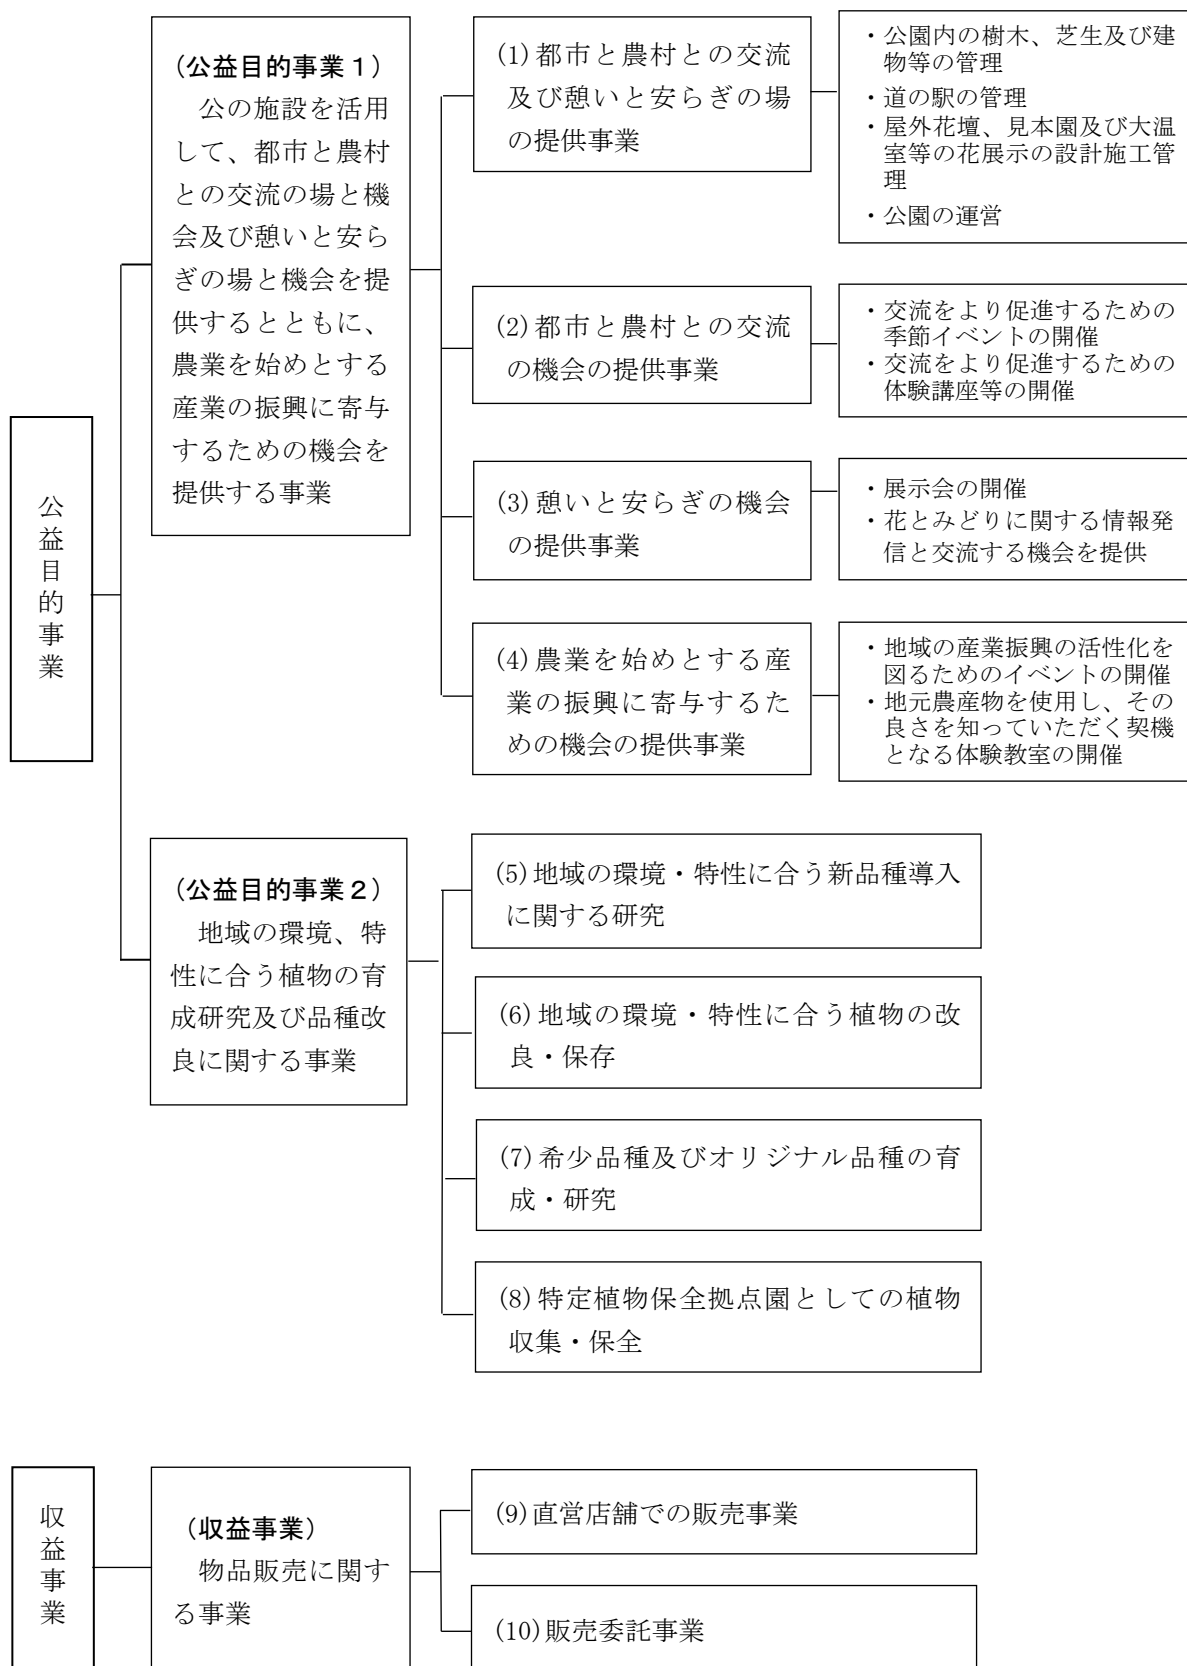 公益目的事業
(公益目的事業1)
公の施設を活用
して、都市と農村
との交流の場と機
会及び憩いと安ら
ぎの場と機会を提
供するとともに、
農業を始めとする
産業の振興に寄与
するための機会を
提供する事業
(1)都市と農村との交流
及び憩いと安らぎの場
の提供事業
・公園内の樹木、芝生及び建
物等の管理
・道の駅の管理
・屋外花壇、見本園及び大温
室等の花展示の設計施工管
理
・公園の運営
(2)都市と農村との交流
の機会の提供事業
・交流をより促進するための
季節イベントの開催
・交流をより促進するための
体験講座等の開催
(3)憩いと安らぎの機会
の提供事業
・展示会の開催
・花とみどりに関する情報発
信と交流する機会を提供
(4)農業を始めとする産
業の振興に寄与するた
めの機会の提供事業
・地域の産業振興の活性化を
図るためのイベントの開催
・地元農産物を使用し、その
良さを知っていただく契機
となる体験教室の開催
(公益目的事業2)
地域の環境、特
性に合う植物の育
成研究及び品種改
良に関する事業
(5)地域の環境・特性に合う新品種導入
に関する研究
(6)地域の環境・特性に合う植物の改
良・保存
(7)希少品種及びオリジナル品種の育
成・研究
(8)特定植物保全拠点園としての植物
収集・保全
収益事業
(収益事業)
物品販売に関す
る事業
(9)直営店舗での販売事業
(10)販売委託事業